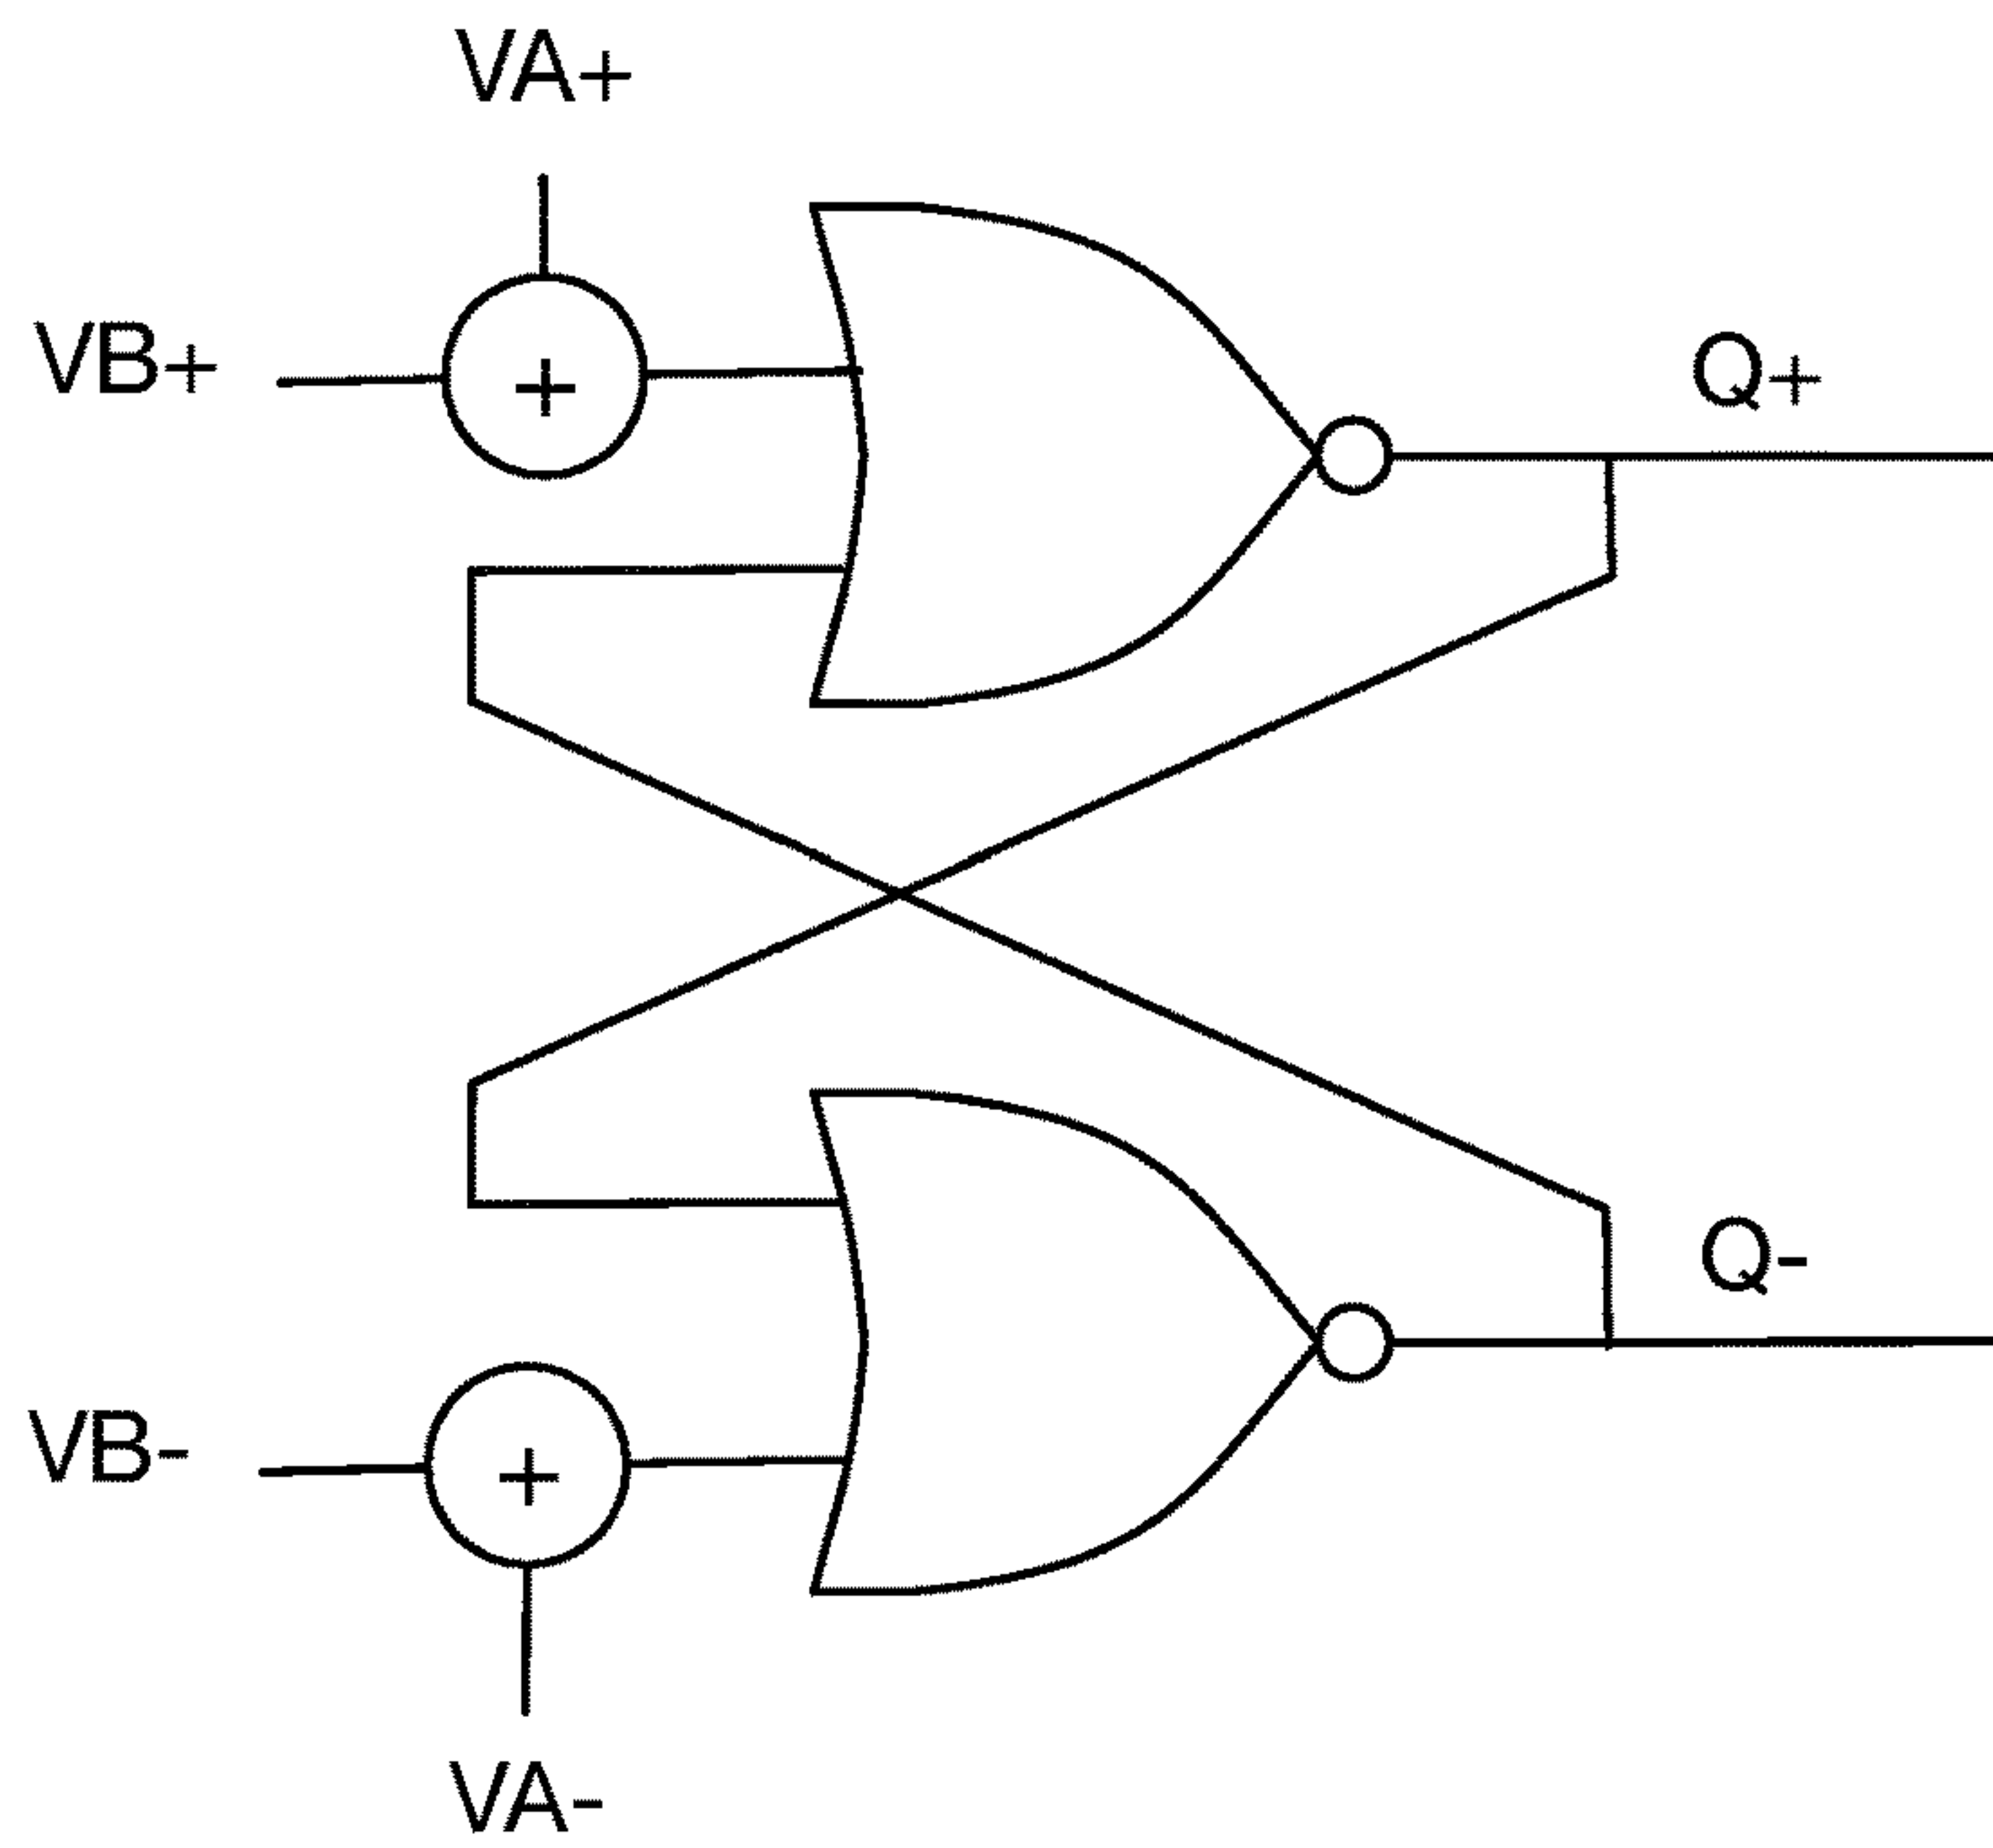 VA+
VB+
+
Q+
Q-
VB-
+
VA-